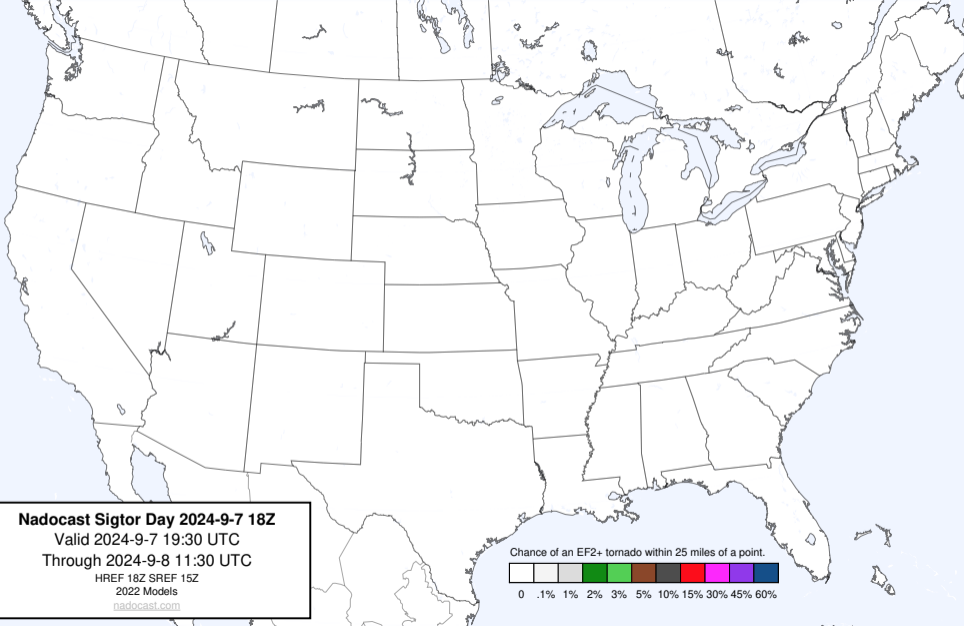 Nadocast Sigtor Day 2024-9-7 18Z
Valid 2024-9-7 19:30 UTC
Through 2024-9-8 11:30 UTC
HREF 18Z SREF 15Z
2022 Models
nadocast.com
Chance of an EF2+ tornado within 25 miles of a point.
0 .1% 1% 2% 3% 5% 10% 15% 30% 45% 60%